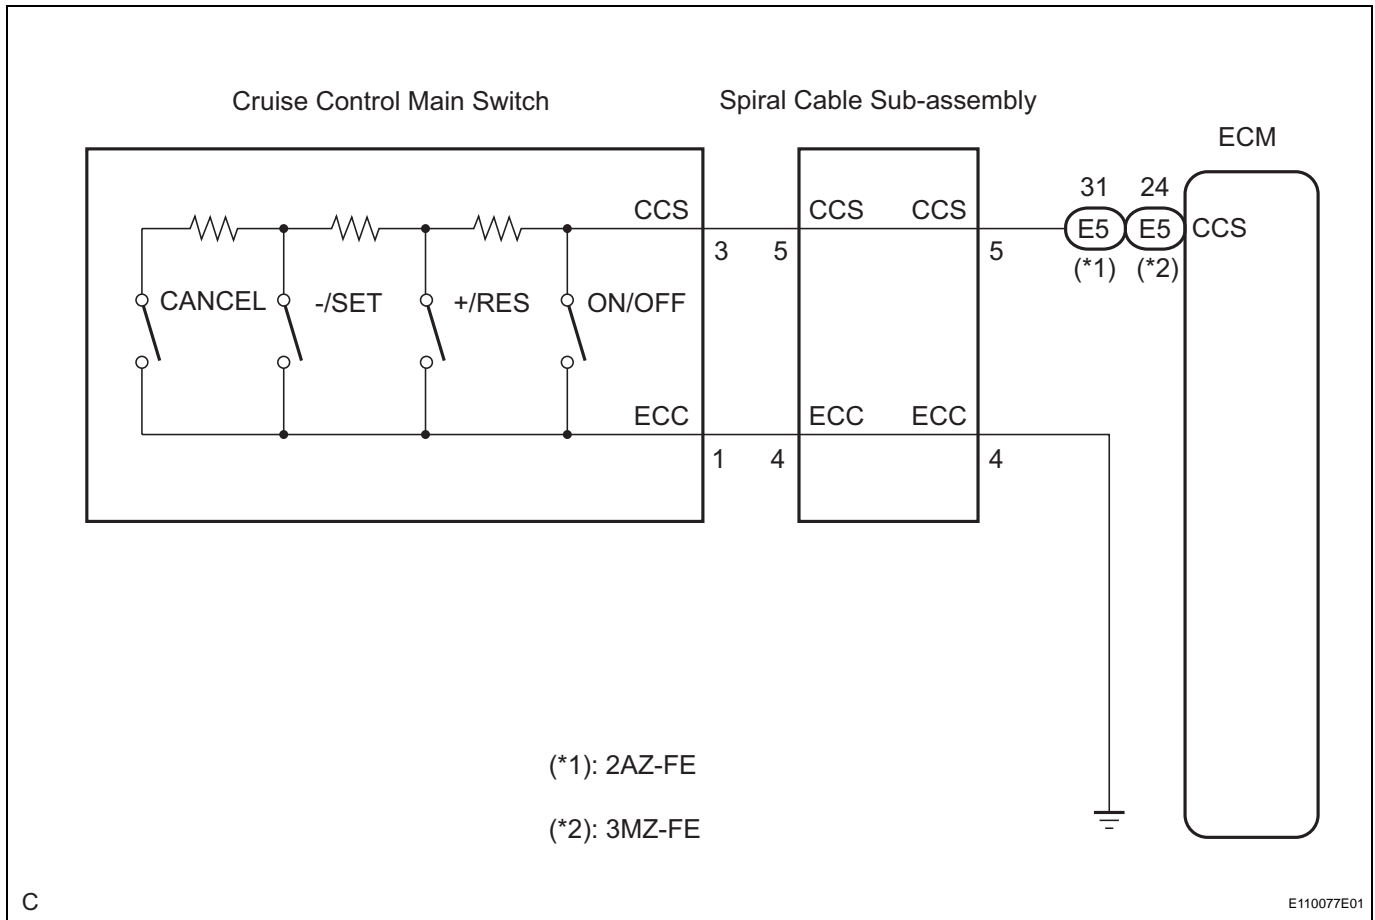 Cruise Control Main Switch
Spiral Cable Sub-assembly
ECM
31 24
CCS CCS CCS E5 E5 CCS
3 5 5 (*1) (*2)
CANCEL -/SET +/RES ON/OFF
ECC ECC ECC
1 4 4
(*1): 2AZ-FE
(*2): 3MZ-FE
C
E110077E01